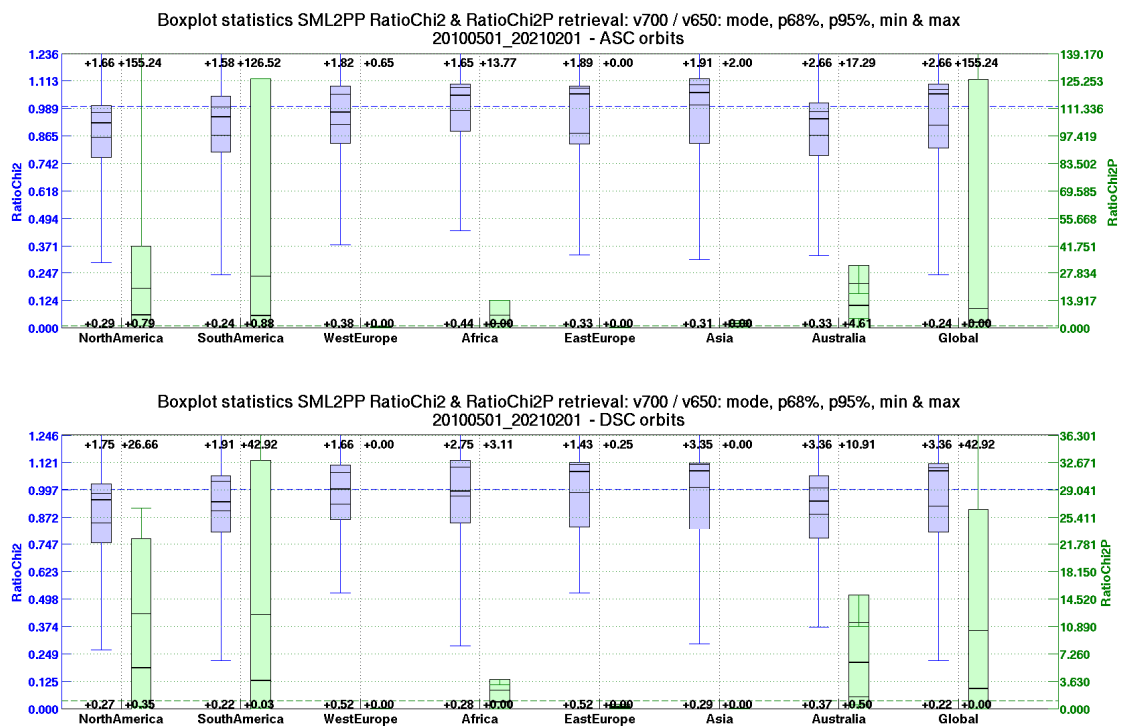 Boxplot statistics SML2PP RatioChi2 & RatioChi2P retrieval: v700 / v650: mode, p68%, p95%, min & max
20100501_20210201 - ASC orbits
1.236 +1.66 +155.24 +1.58 +126.52 +1.82 +0.65 +1.65 +13.77 +1.89 +0.00 +1.91 +2.00 +2.66 +17.29 +2.66 +155.24 139.170
1.113 125.253
0.989 111.336
0.865 97.419
0.742 83.502
0.618 69.585
0.494 55.668
0.371 41.751
0.247 27.834
0.124 13.917
0.000 +0.29 +0.79 +0.24 +0.88 +0.38 +0.00 +0.44 +0.00 +0.33 +0.00 +0.31 +0.00 +0.33 +4.61 +0.24 +0.00 0.000
RatioChi2
RatioChi2P
NorthAmerica SouthAmerica WestEurope Africa EastEurope Asia Australia Global
Boxplot statistics SML2PP RatioChi2 & RatioChi2P retrieval: v700 / v650: mode, p68%, p95%, min & max
20100501_20210201 - DSC orbits
1.246 +1.75 +26.66 +1.91 +42.92 +1.66 +0.00 +2.75 +3.11 +1.43 +0.25 +3.35 +0.00 +3.36 +10.91 +3.36 +42.92 36.301
1.121 32.671
0.997 29.041
0.872 25.411
0.747 21.781
0.623 18.150
0.498 14.520
0.374 10.890
0.249 7.260
0.125 3.630
0.000 +0.27 +0.35 +0.22 +0.03 +0.52 +0.00 +0.28 +0.00 +0.52 +0.00 +0.29 +0.00 +0.37 +0.50 +0.22 +0.00 0.000
RatioChi2
RatioChi2P
NorthAmerica SouthAmerica WestEurope Africa EastEurope Asia Australia Global